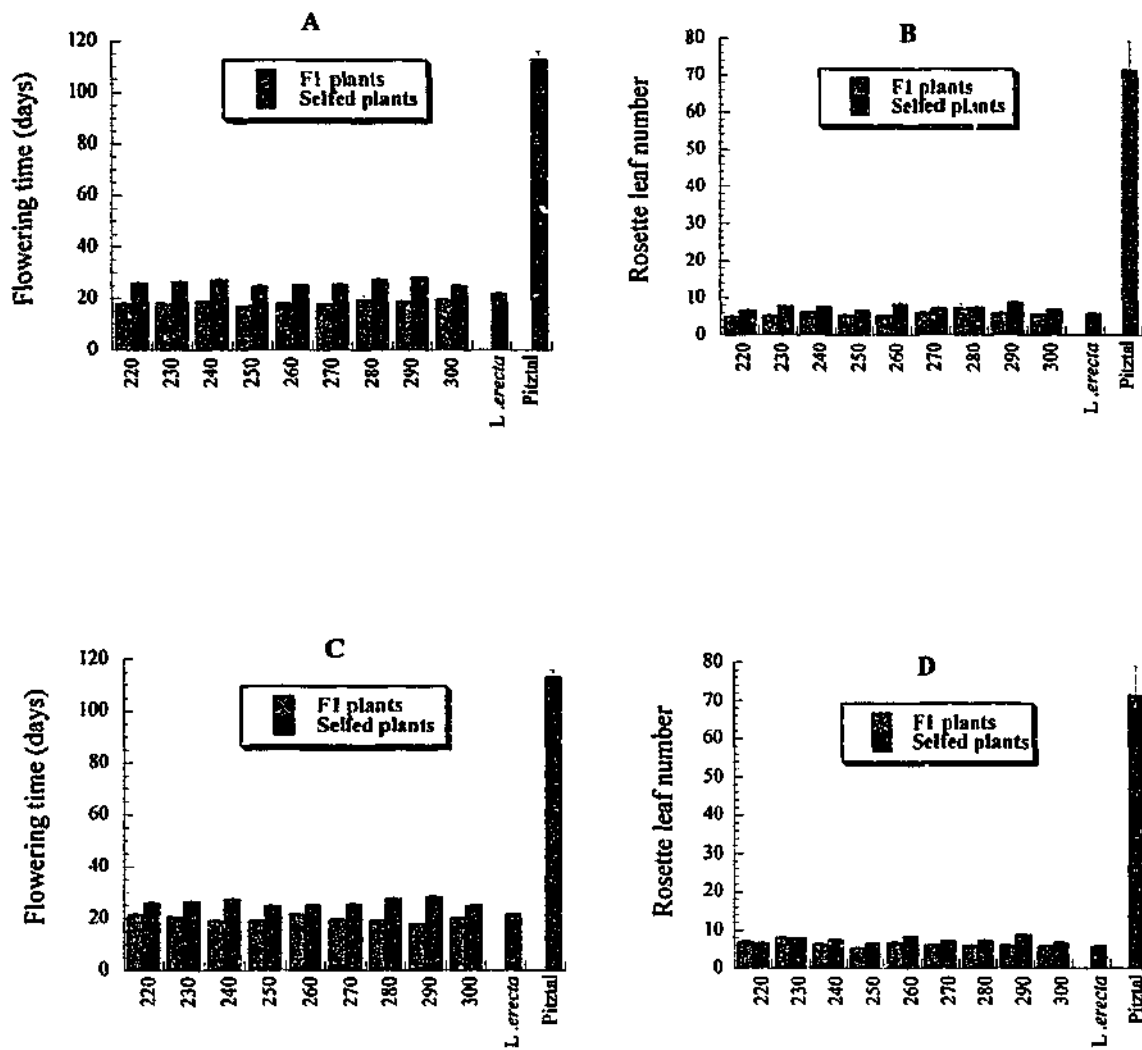 A
Flowering time (days)
120
100
80
60
40
20
0
F1 plants
Selfed plants
220
230
240
250
260
270
280
290
300
L .erecta
Pitztal
B
Rosette leaf number
80
70
60
50
40
30
20
10
0
F1 plants
Selfed plants
220
230
240
250
260
270
280
290
300
L .erecta
Pitztal
C
Flowering time (days)
120
100
80
60
40
20
0
F1 plants
Selfed plants
220
230
240
250
260
270
280
290
300
L .erecta
Pitztal
D
Rosette leaf number
80
70
60
50
40
30
20
10
0
F1 plants
Selfed plants
220
230
240
250
260
270
280
290
300
L .erecta
Pitztal